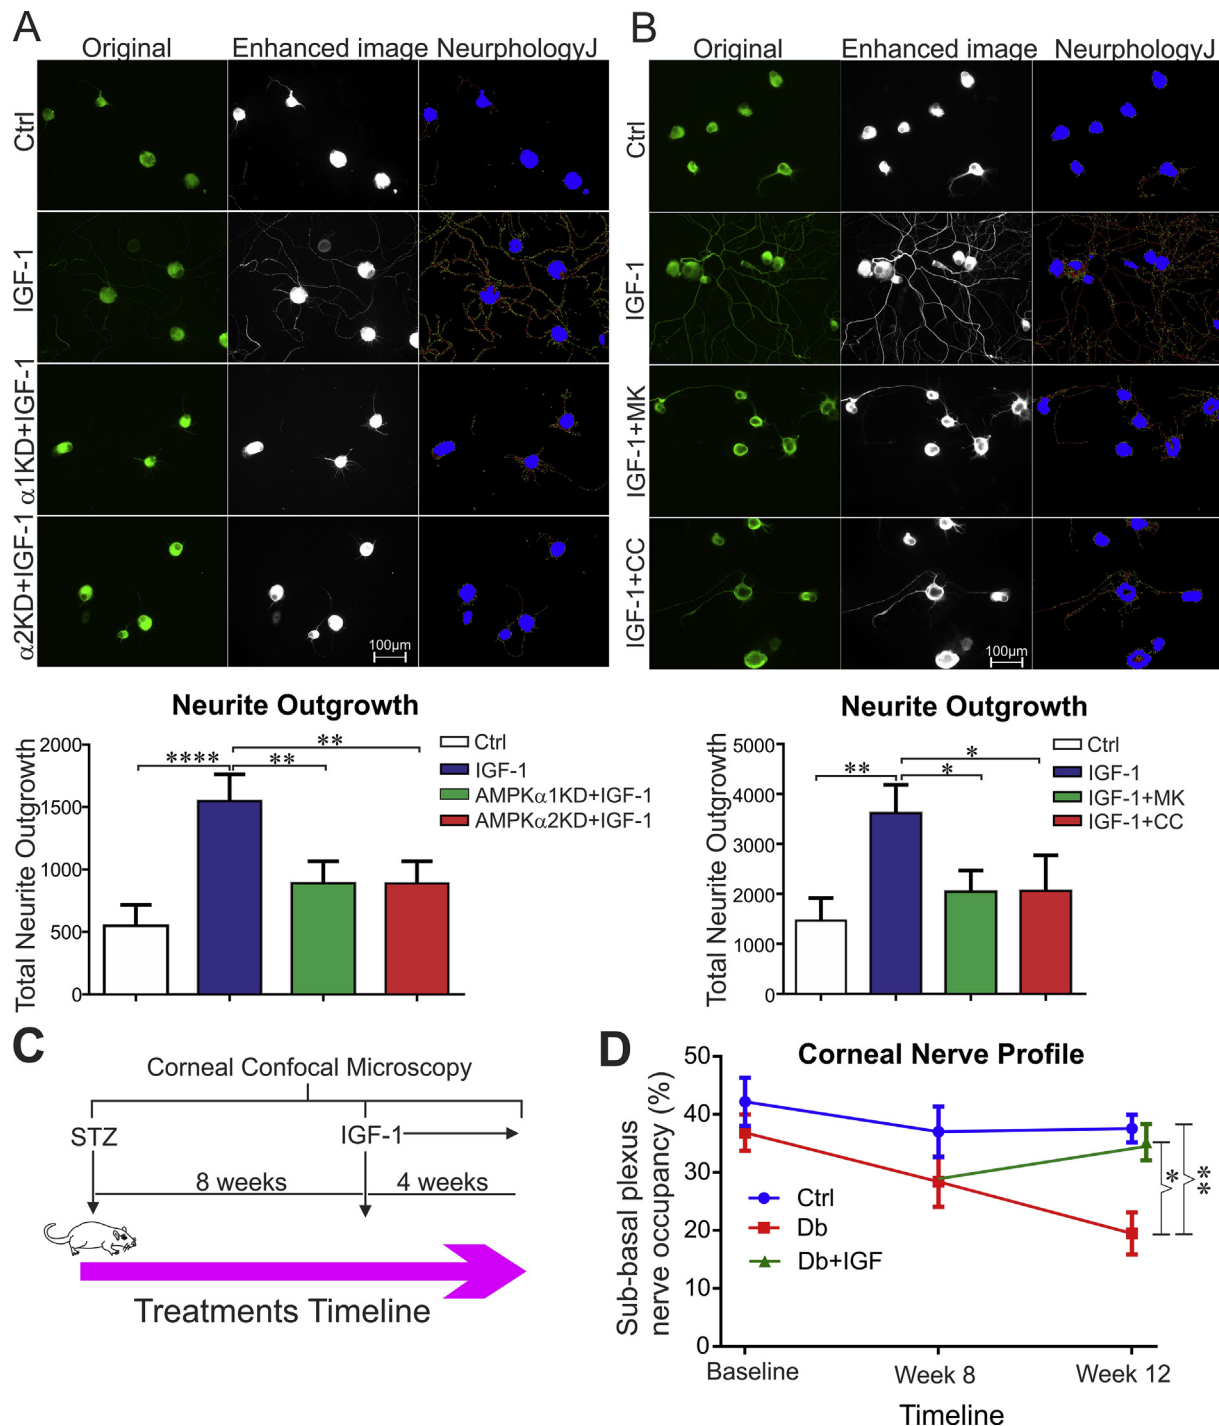 A
Original
Enhanced image
NeurphologyJ
Ctrl
IGF-1
α1KD+IGF-1
α2KD+IGF-1
100µm
B
Original
Enhanced image
NeurphologyJ
Ctrl
IGF-1
IGF-1+MK
IGF-1+CC
100µm
Neurite Outgrowth
Total Neurite Outgrowth
2000
1500
1000
500
0
****
**
**
Ctrl
IGF-1
AMPKα1KD+IGF-1
AMPKα2KD+IGF-1
Neurite Outgrowth
Total Neurite Outgrowth
5000
4000
3000
2000
1000
0
**
*
*
Ctrl
IGF-1
IGF-1+MK
IGF-1+CC
C
Corneal Confocal Microscopy
STZ
IGF-1
8 weeks
4 weeks
Treatments Timeline
D
Corneal Nerve Profile
Sub-basal plexus
nerve occupancy (%)
50
40
30
20
10
0
Ctrl
Db
Db+IGF
*
**
Baseline
Week 8
Week 12
Timeline